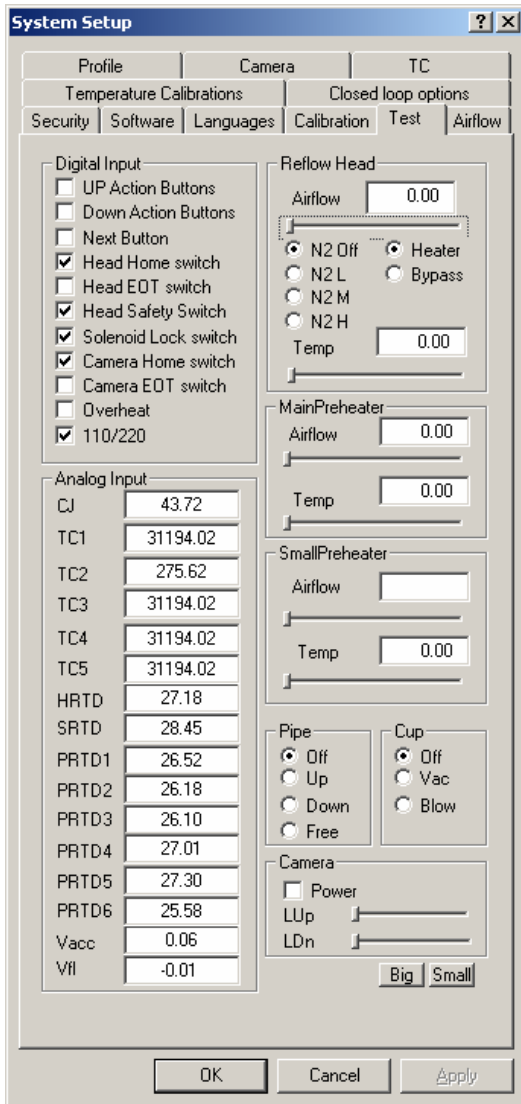 System Setup
Profile Camera TC
Temperature Calibrations Closed loop options
Security Software Languages Calibration Test Airflow
Digital Input
UP Action Buttons
Down Action Buttons
Next Button
Head Home switch
Head EOT switch
Head Safety Switch
Solenoid Lock switch
Camera Home switch
Camera EOT switch
Overheat
110/220
Analog Input
CJ 43.72
TC1 31194.02
TC2 275.62
TC3 31194.02
TC4 31194.02
TC5 31194.02
HRTD 27.18
SRTD 28.45
PRTD1 26.52
PRTD2 26.18
PRTD3 26.10
PRTD4 27.01
PRTD5 27.30
PRTD6 25.58
Vacc 0.06
Vfl -0.01
Reflow Head
Airflow 0.00
N2 Off Heater
N2 L Bypass
N2 M
N2 H
Temp 0.00
MainPreheater
Airflow 0.00
Temp 0.00
SmallPreheater
Airflow
Temp 0.00
Pipe
Off
Up
Down
Free
Cup
Off
Vac
Blow
Camera
Power
LUp
LDn
Big Small
OK Cancel Apply